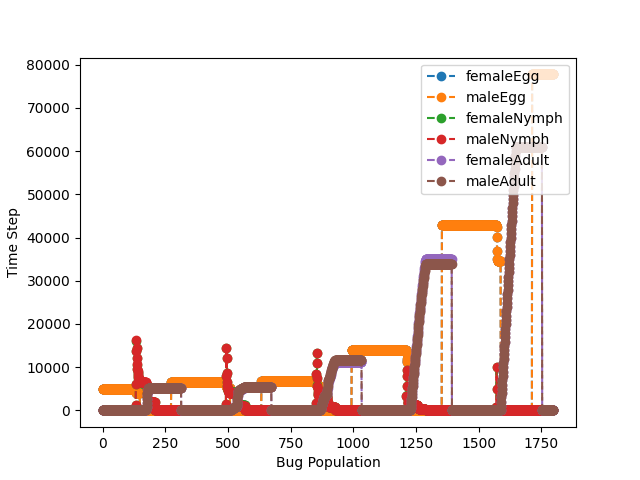 80000
70000
60000
50000
40000
30000
20000
10000
0
Time Step
femaleEgg
maleEgg
femaleNymph
maleNymph
femaleAdult
maleAdult
0 250 500 750 1000 1250 1500 1750
Bug Population